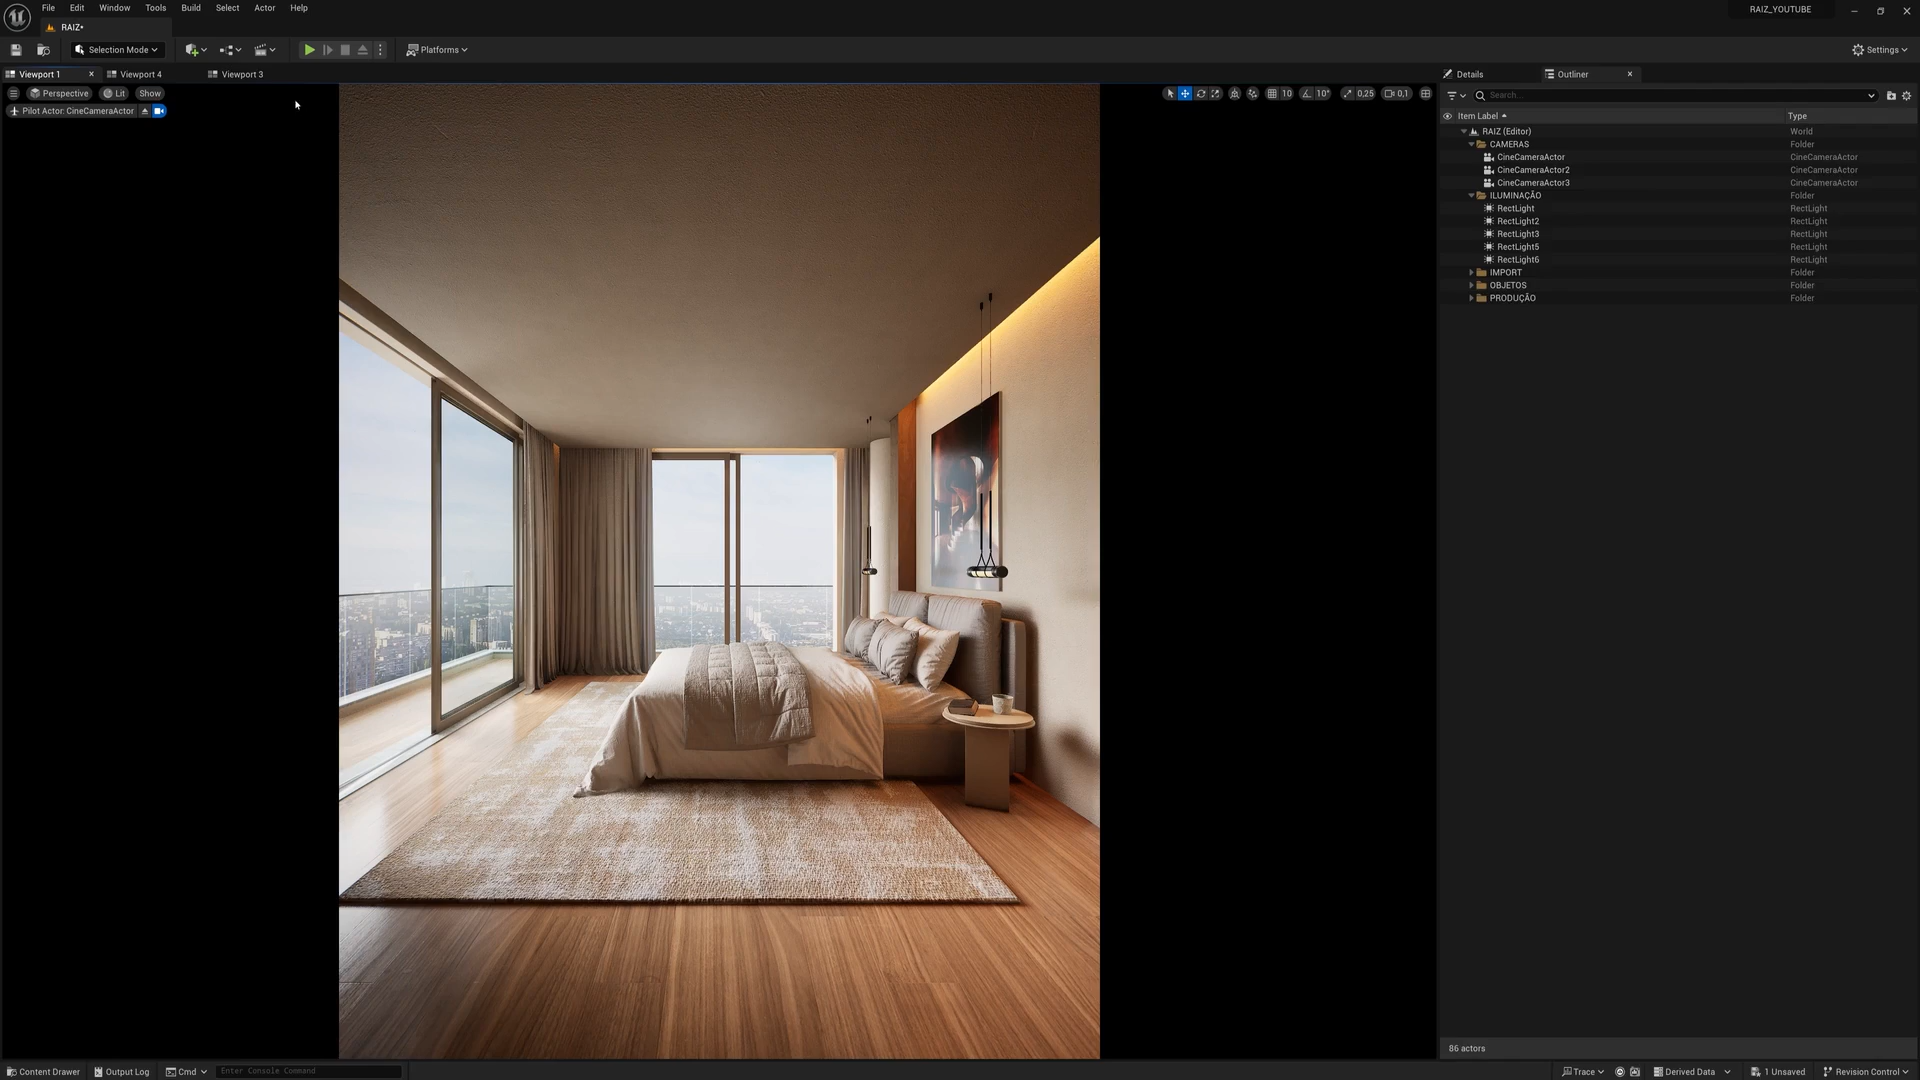 File Edit Window Tools Build Select Actor Help
RAIZ_YOUTUBE
RAIZ•
Selection Mode
Platforms
Settings
Viewport 1
Viewport 4
Viewport 3
Details
Outliner
Perspective
Lit
Show
10
10°
0,25
0,1
Search...
Pilot Actor: CineCameraActor
Item Label
Type
RAIZ (Editor) World
CAMERAS Folder
CineCameraActor CineCameraActor
CineCameraActor2 CineCameraActor
CineCameraActor3 CineCameraActor
ILUMINAÇÃO Folder
RectLight RectLight
RectLight2 RectLight
RectLight3 RectLight
RectLight5 RectLight
RectLight6 RectLight
IMPORT Folder
OBJETOS Folder
PRODUÇÃO Folder
86 actors
Content Drawer
Output Log
Cmd
Enter Console Command
Trace
Derived Data
1 Unsaved
Revision Control